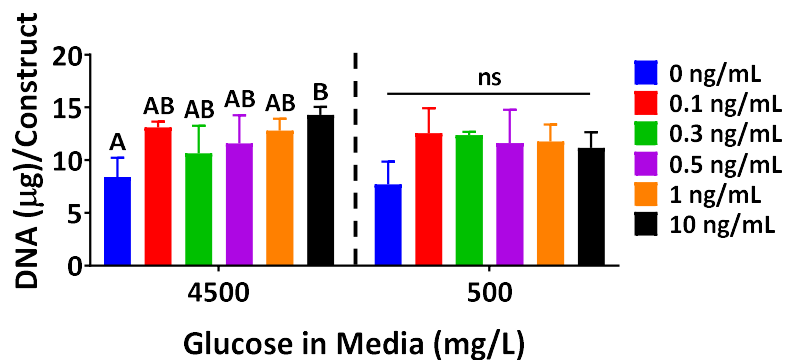 20
15
10
5
0
DNA (µg)/Construct
A
AB
AB
AB
AB
B
ns
4500
500
Glucose in Media (mg/L)
0 ng/mL
0.1 ng/mL
0.3 ng/mL
0.5 ng/mL
1 ng/mL
10 ng/mL